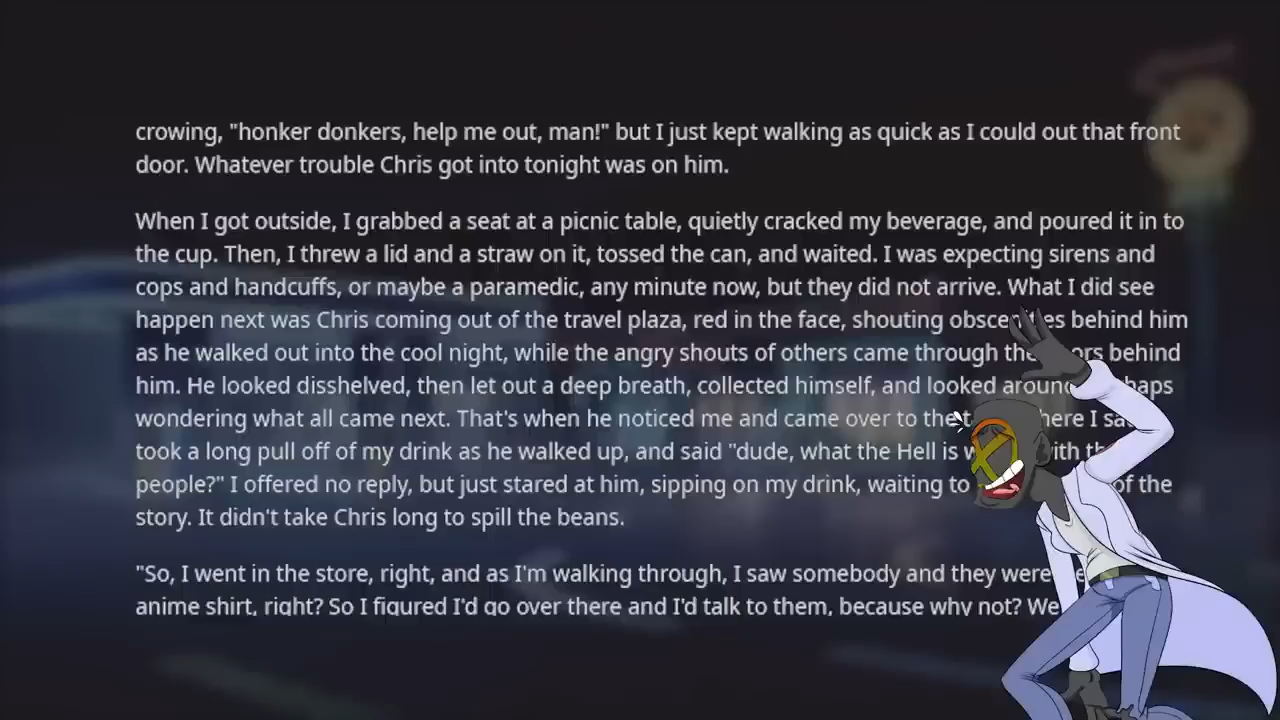 crowing, "honker donkers, help me out, man!" but I just kept walking as quick as I could out that front
door. Whatever trouble Chris got into tonight was on him.
When I got outside, I grabbed a seat at a picnic table, quietly cracked my beverage, and poured it in to
the cup. Then, I threw a lid and a straw on it, tossed the can, and waited. I was expecting sirens and
cops and handcuffs, or maybe a paramedic, any minute now, but they did not arrive. What I did see
happen next was Chris coming out of the travel plaza, red in the face, shouting behind him
as he walked out into the cool night, while the angry shouts of others came through behind
him. He looked disshelved, then let out a deep breath, collected himself, and looked
wondering what all came next. That's when he noticed me and came over to the I
took a long pull off of my drink as he walked up, and said "dude, what the Hell is
people?" I offered no reply, but just stared at him, sipping on my drink, waiting to of the
story. It didn't take Chris long to spill the beans.
"So, I went in the store, right, and as I'm walking through, I saw somebody and they were
anime shirt, right? So I figured I'd go over there and I'd talk to them, because why not? We